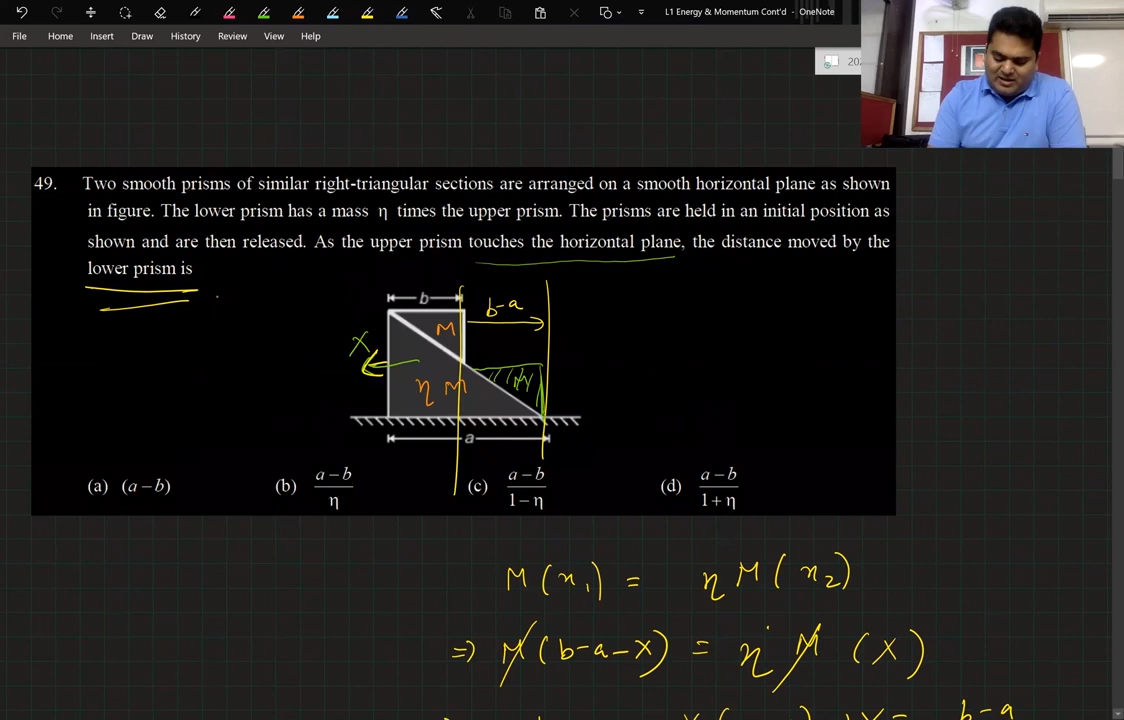 L1 Energy & Momentum Cont'd - OneNote
File Home Insert Draw History Review View Help
202
49. Two smooth prisms of similar right-triangular sections are arranged on a smooth horizontal plane as shown
in figure. The lower prism has a mass η times the upper prism. The prisms are held in an initial position as
shown and are then released. As the upper prism touches the horizontal plane, the distance moved by the
lower prism is
b
b-a
M
X
η M
M
a
(a) (a−b) (b) (a−b)/η (c) (a−b)/(1−η) (d) (a−b)/(1+η)
M(x₁) = ηM(x₂)
⇒ M(b-a-x) = ηM(X)
b-a